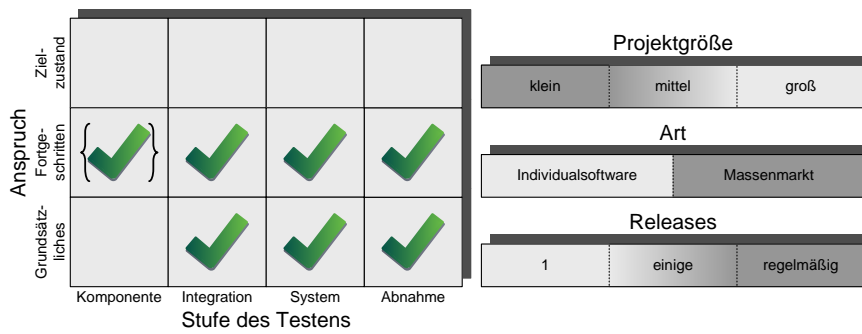 Anspruch
Ziel-
zustand
Fortge-
schritten
Grundsätz-
liches
Komponente Integration System Abnahme
Stufe des Testens
Projektgröße
klein mittel groß
Art
Individualsoftware Massenmarkt
Releases
1 einige regelmäßig